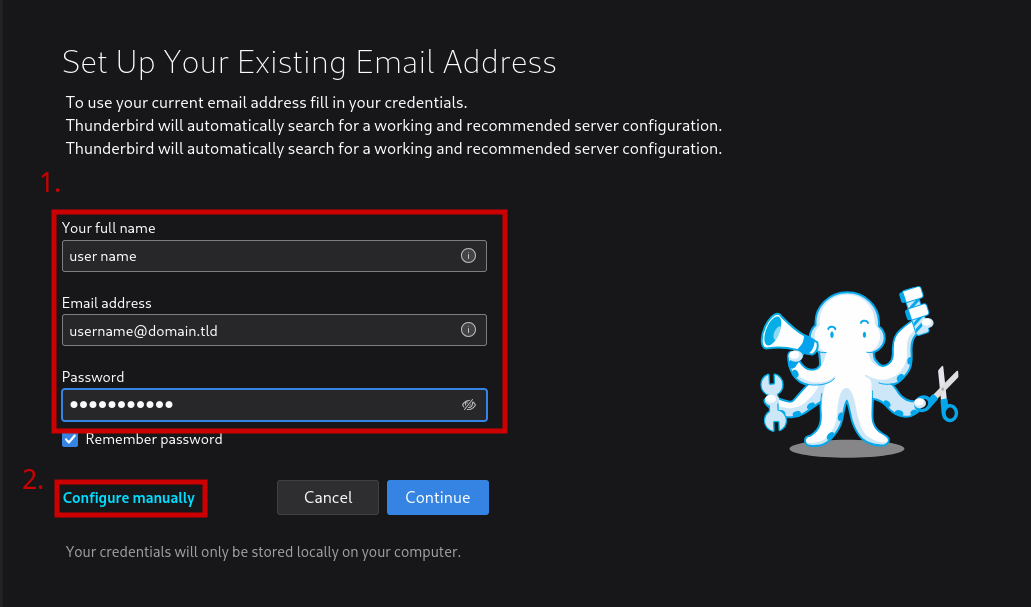 Set Up Your Existing Email Address
To use your current email address fill in your credentials.
Thunderbird will automatically search for a working and recommended server configuration.
Thunderbird will automatically search for a working and recommended server configuration.
1.
Your full name
user name
Email address
username@domain.tld
Password
●●●●●●●●●●●
Remember password
2.
Configure manually
Cancel
Continue
Your credentials will only be stored locally on your computer.